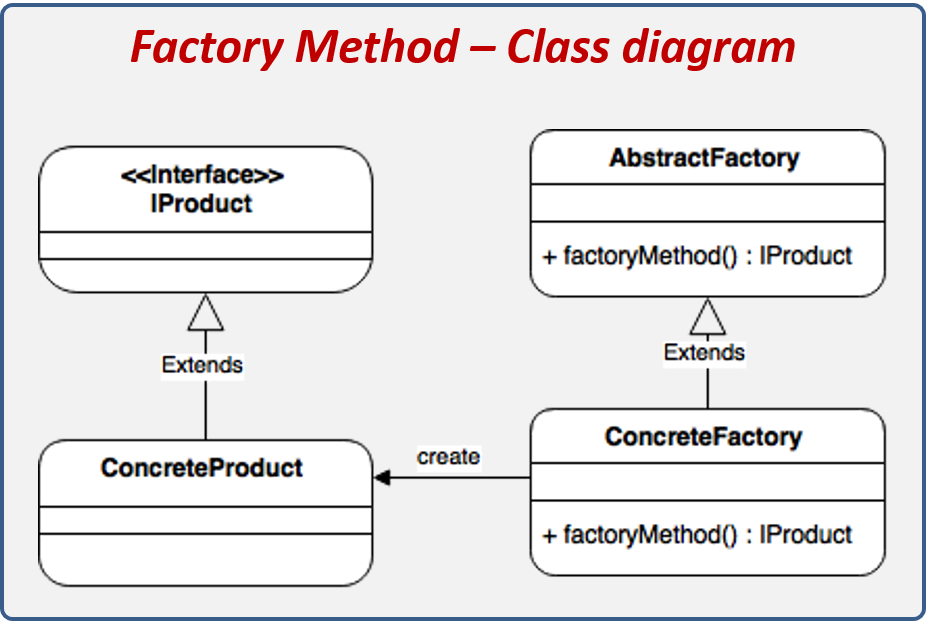 Factory Method – Class diagram
<<Interface>>
IProduct
AbstractFactory
+ factoryMethod() : IProduct
Extends
Extends
ConcreteProduct
create
ConcreteFactory
+ factoryMethod() : IProduct